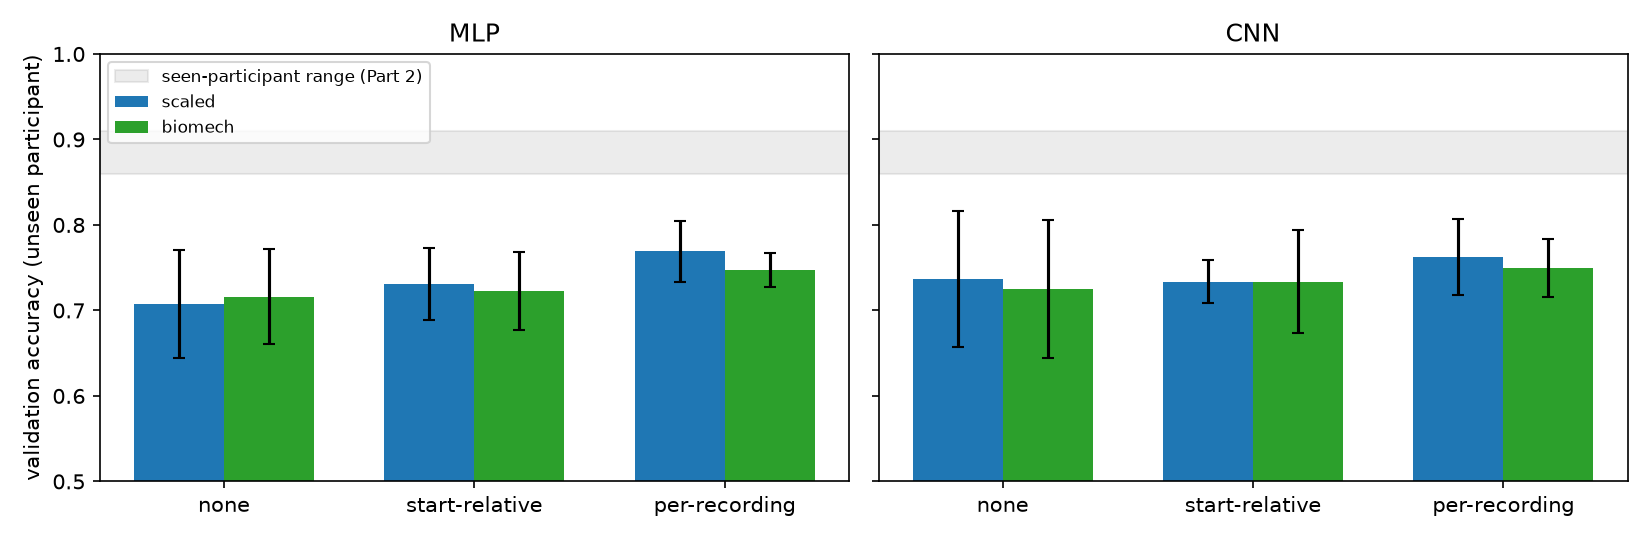 MLP
CNN
validation accuracy (unseen participant)
1.0
0.9
0.8
0.7
0.6
0.5
seen-participant range (Part 2)
scaled
biomech
none
start-relative
per-recording
none
start-relative
per-recording